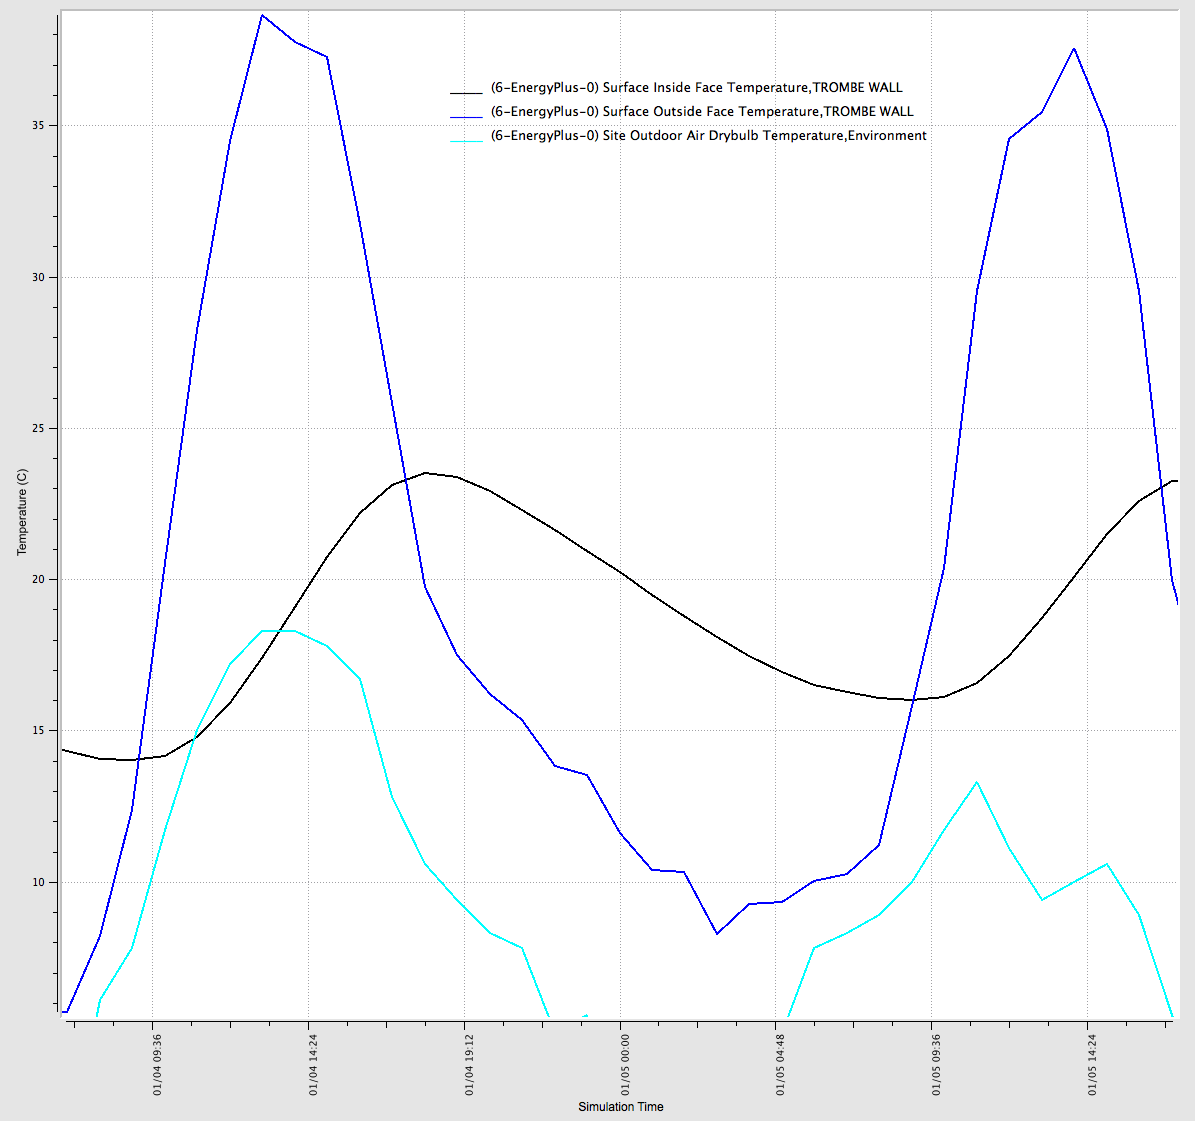 (6-EnergyPlus-0) Surface Inside Face Temperature,TROMBE WALL
(6-EnergyPlus-0) Surface Outside Face Temperature,TROMBE WALL
(6-EnergyPlus-0) Site Outdoor Air Drybulb Temperature,Environment
35
30
25
20
15
10
Temperature (C)
01/04 09:36
01/04 14:24
01/04 19:12
01/05 00:00
01/05 04:48
01/05 09:36
01/05 14:24
Simulation Time